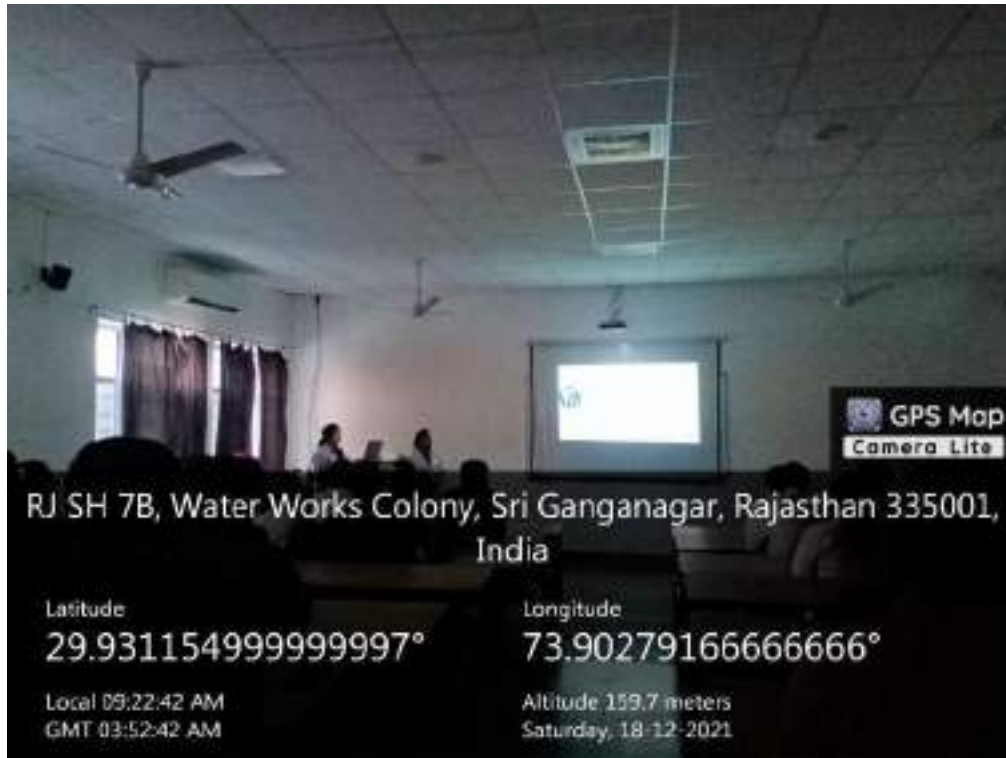 GPS Map
Camera Lite
RJ SH 7B, Water Works Colony, Sri Ganganagar, Rajasthan 335001,
India
Latitude
29.931154999999997°
Longitude
73.90279166666666°
Local 09:22:42 AM
GMT 03:52:42 AM
Altitude 159.7 meters
Saturday, 18-12-2021